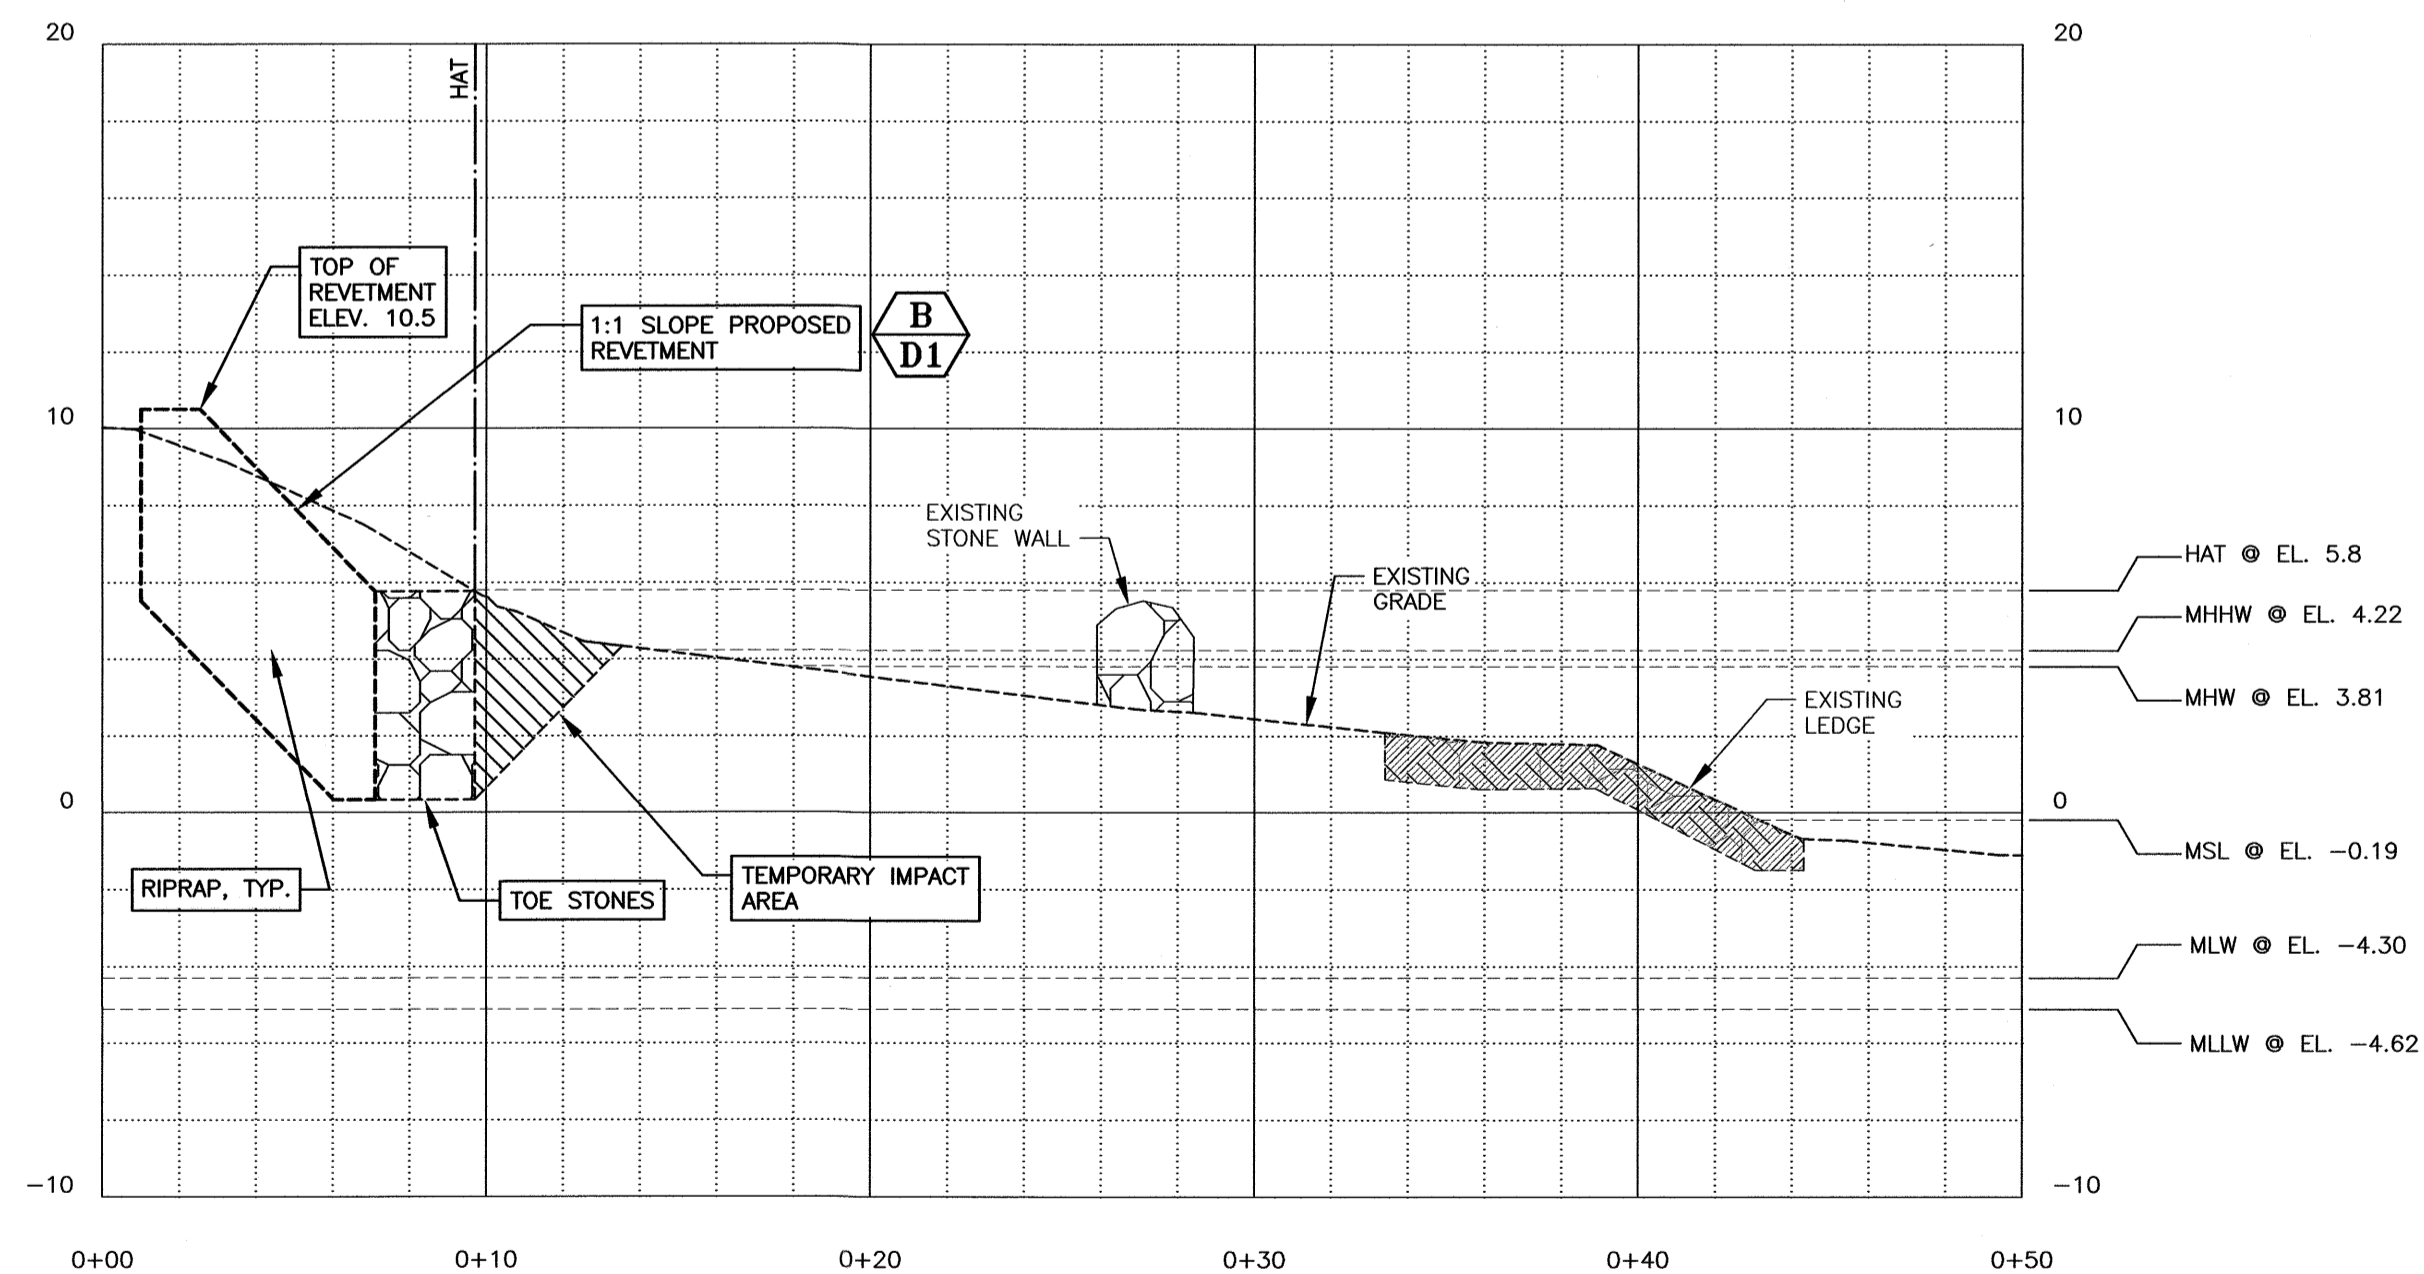 20
20
HAT
TOP OF
REVETMENT
ELEV. 10.5
1:1 SLOPE PROPOSED
REVETMENT
B
D1
10
10
EXISTING
STONE WALL
EXISTING
GRADE
HAT @ EL. 5.8
MHHW @ EL. 4.22
MHW @ EL. 3.81
EXISTING
LEDGE
0
0
MSL @ EL. −0.19
RIPRAP, TYP.
TOE STONES
TEMPORARY IMPACT
AREA
MLW @ EL. −4.30
MLLW @ EL. −4.62
−10
−10
0+00
0+10
0+20
0+30
0+40
0+50